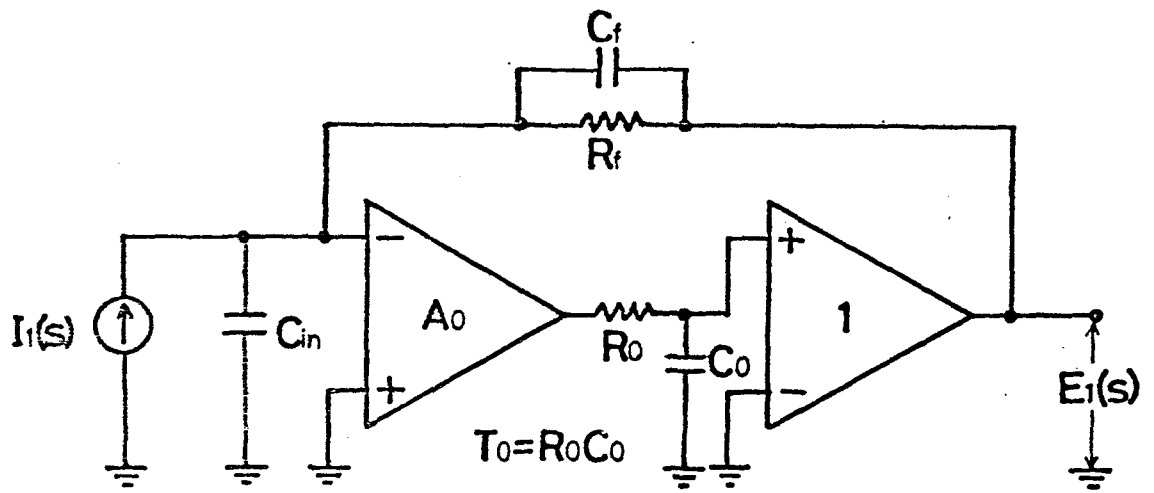 Cf
Rf
−
A0
+
I1(s)
Cin
R0
C0
+
1
−
E1(s)
T0=R0C0